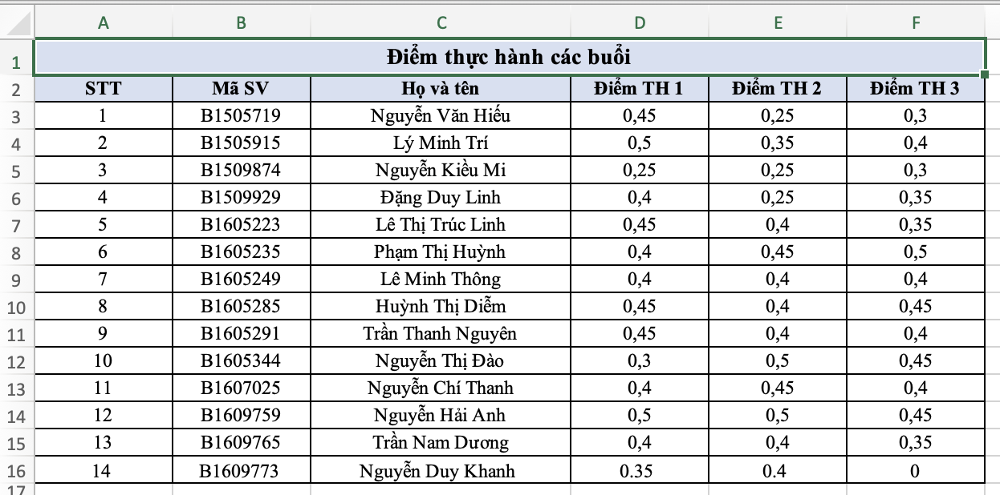 A B C D E F
1 Điểm thực hành các buổi
2 STT Mã SV Họ và tên Điểm TH 1 Điểm TH 2 Điểm TH 3
3 1 B1505719 Nguyễn Văn Hiếu 0,45 0,25 0,3
4 2 B1505915 Lý Minh Trí 0,5 0,35 0,4
5 3 B1509874 Nguyễn Kiều Mi 0,25 0,25 0,3
6 4 B1509929 Đặng Duy Linh 0,4 0,25 0,35
7 5 B1605223 Lê Thị Trúc Linh 0,45 0,4 0,35
8 6 B1605235 Phạm Thị Huỳnh 0,4 0,45 0,5
9 7 B1605249 Lê Minh Thông 0,4 0,4 0,4
10 8 B1605285 Huỳnh Thị Diễm 0,45 0,4 0,45
11 9 B1605291 Trần Thanh Nguyên 0,45 0,4 0,4
12 10 B1605344 Nguyễn Thị Đào 0,3 0,5 0,45
13 11 B1607025 Nguyễn Chí Thanh 0,4 0,45 0,4
14 12 B1609759 Nguyễn Hải Anh 0,5 0,5 0,45
15 13 B1609765 Trần Nam Dương 0,4 0,4 0,35
16 14 B1609773 Nguyễn Duy Khanh 0.35 0.4 0
17